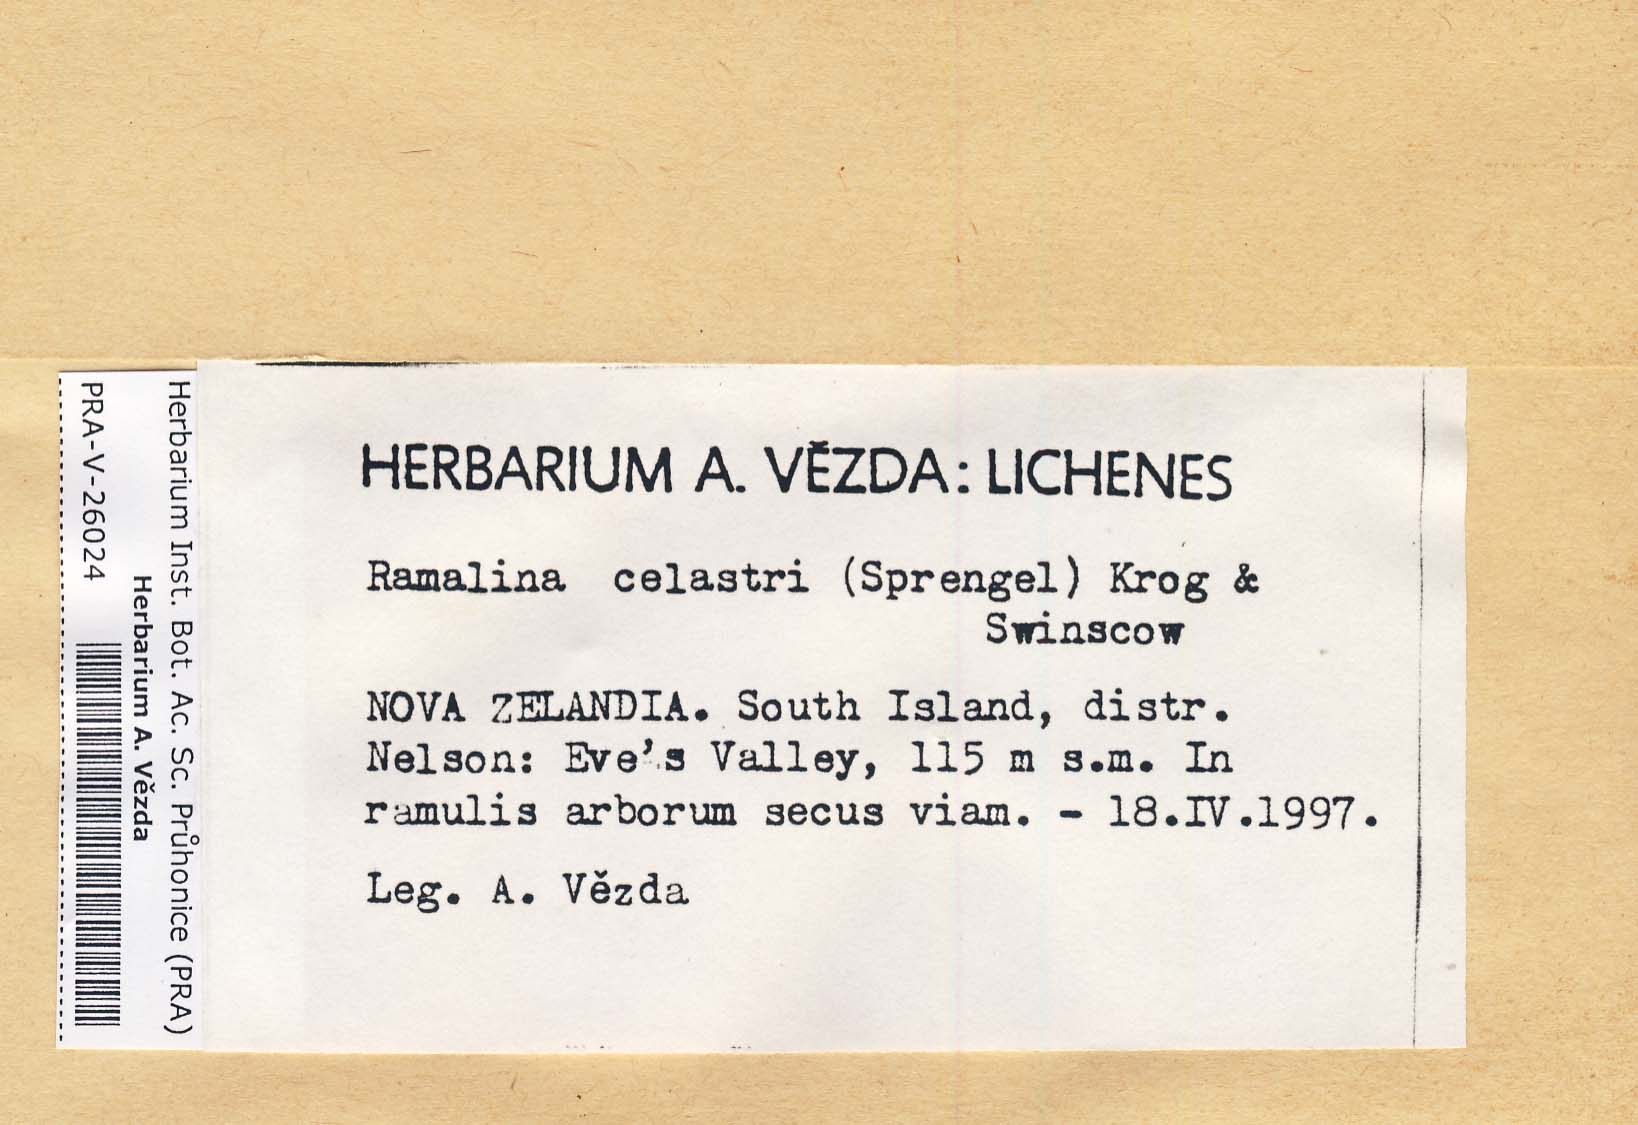 HERBARIUM A. VĚZDA: LICHENES
Ramalina celastri (Sprengel) Krog &
Swinscow
NOVA ZELANDIA. South Island, distr.
Nelson: Eve's Valley, 115 m s.m. In
ramulis arborum secus viam. - 18.IV.1997.
Leg. A. Vězda
Herbarium Inst. Bot. Ac. Sc. Průhonice (PRA)
Herbarium A. Vězda
PRA-V-26024